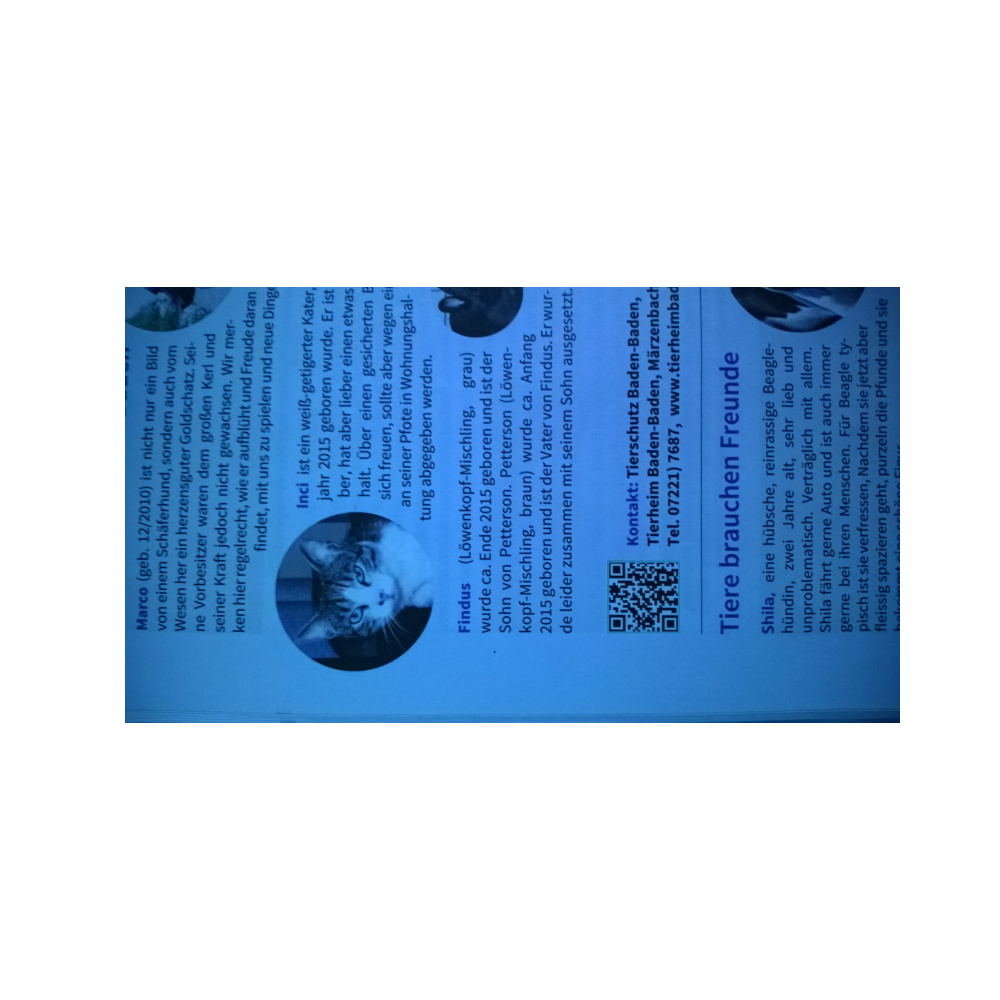 Marco (geb. 12/2010) ist nicht nur ein Bild
von einem Schäferhund, sondern auch vom
Wesen her ein herzensguter Goldschatz. Sei-
ne Vorbesitzer waren dem großen Kerl und
seiner Kraft jedoch nicht gewachsen. Wir mer-
ken hier regelrecht, wie er aufblüht und Freude daran
findet, mit uns zu spielen und neue Dinge
Inci ist ein weiß-getigerter Kater,
jahr 2015 geboren wurde. Er ist
ber, hat aber lieber einen etwas
halt. Über einen gesicherten
sich freuen, sollte aber wegen
an seiner Pfote in Wohnungshal-
tung abgegeben werden.
Findus (Löwenkopf-Mischling, grau)
wurde ca. Ende 2015 geboren und ist der
Sohn von Petterson. Petterson (Löwen-
kopf-Mischling, braun) wurde ca. Anfang
2015 geboren und ist der Vater von Findus. Er wur-
de leider zusammen mit seinem Sohn ausgesetzt.
Kontakt: Tierschutz Baden-Baden,
Tierheim Baden-Baden, Märzenbach
Tel. 07221) 7687, www.tierheimbad
Tiere brauchen Freunde
Shila, eine hübsche, reinrassige Beagle-
hündin, zwei Jahre alt, sehr lieb und
unproblematisch. Verträglich mit allem.
Shila fährt gerne Auto und ist auch immer
gerne bei ihren Menschen. Für Beagle ty-
pisch ist sie verfressen, Nachdem sie jetzt aber
fleissig spazieren geht, purzeln die Pfunde und sie